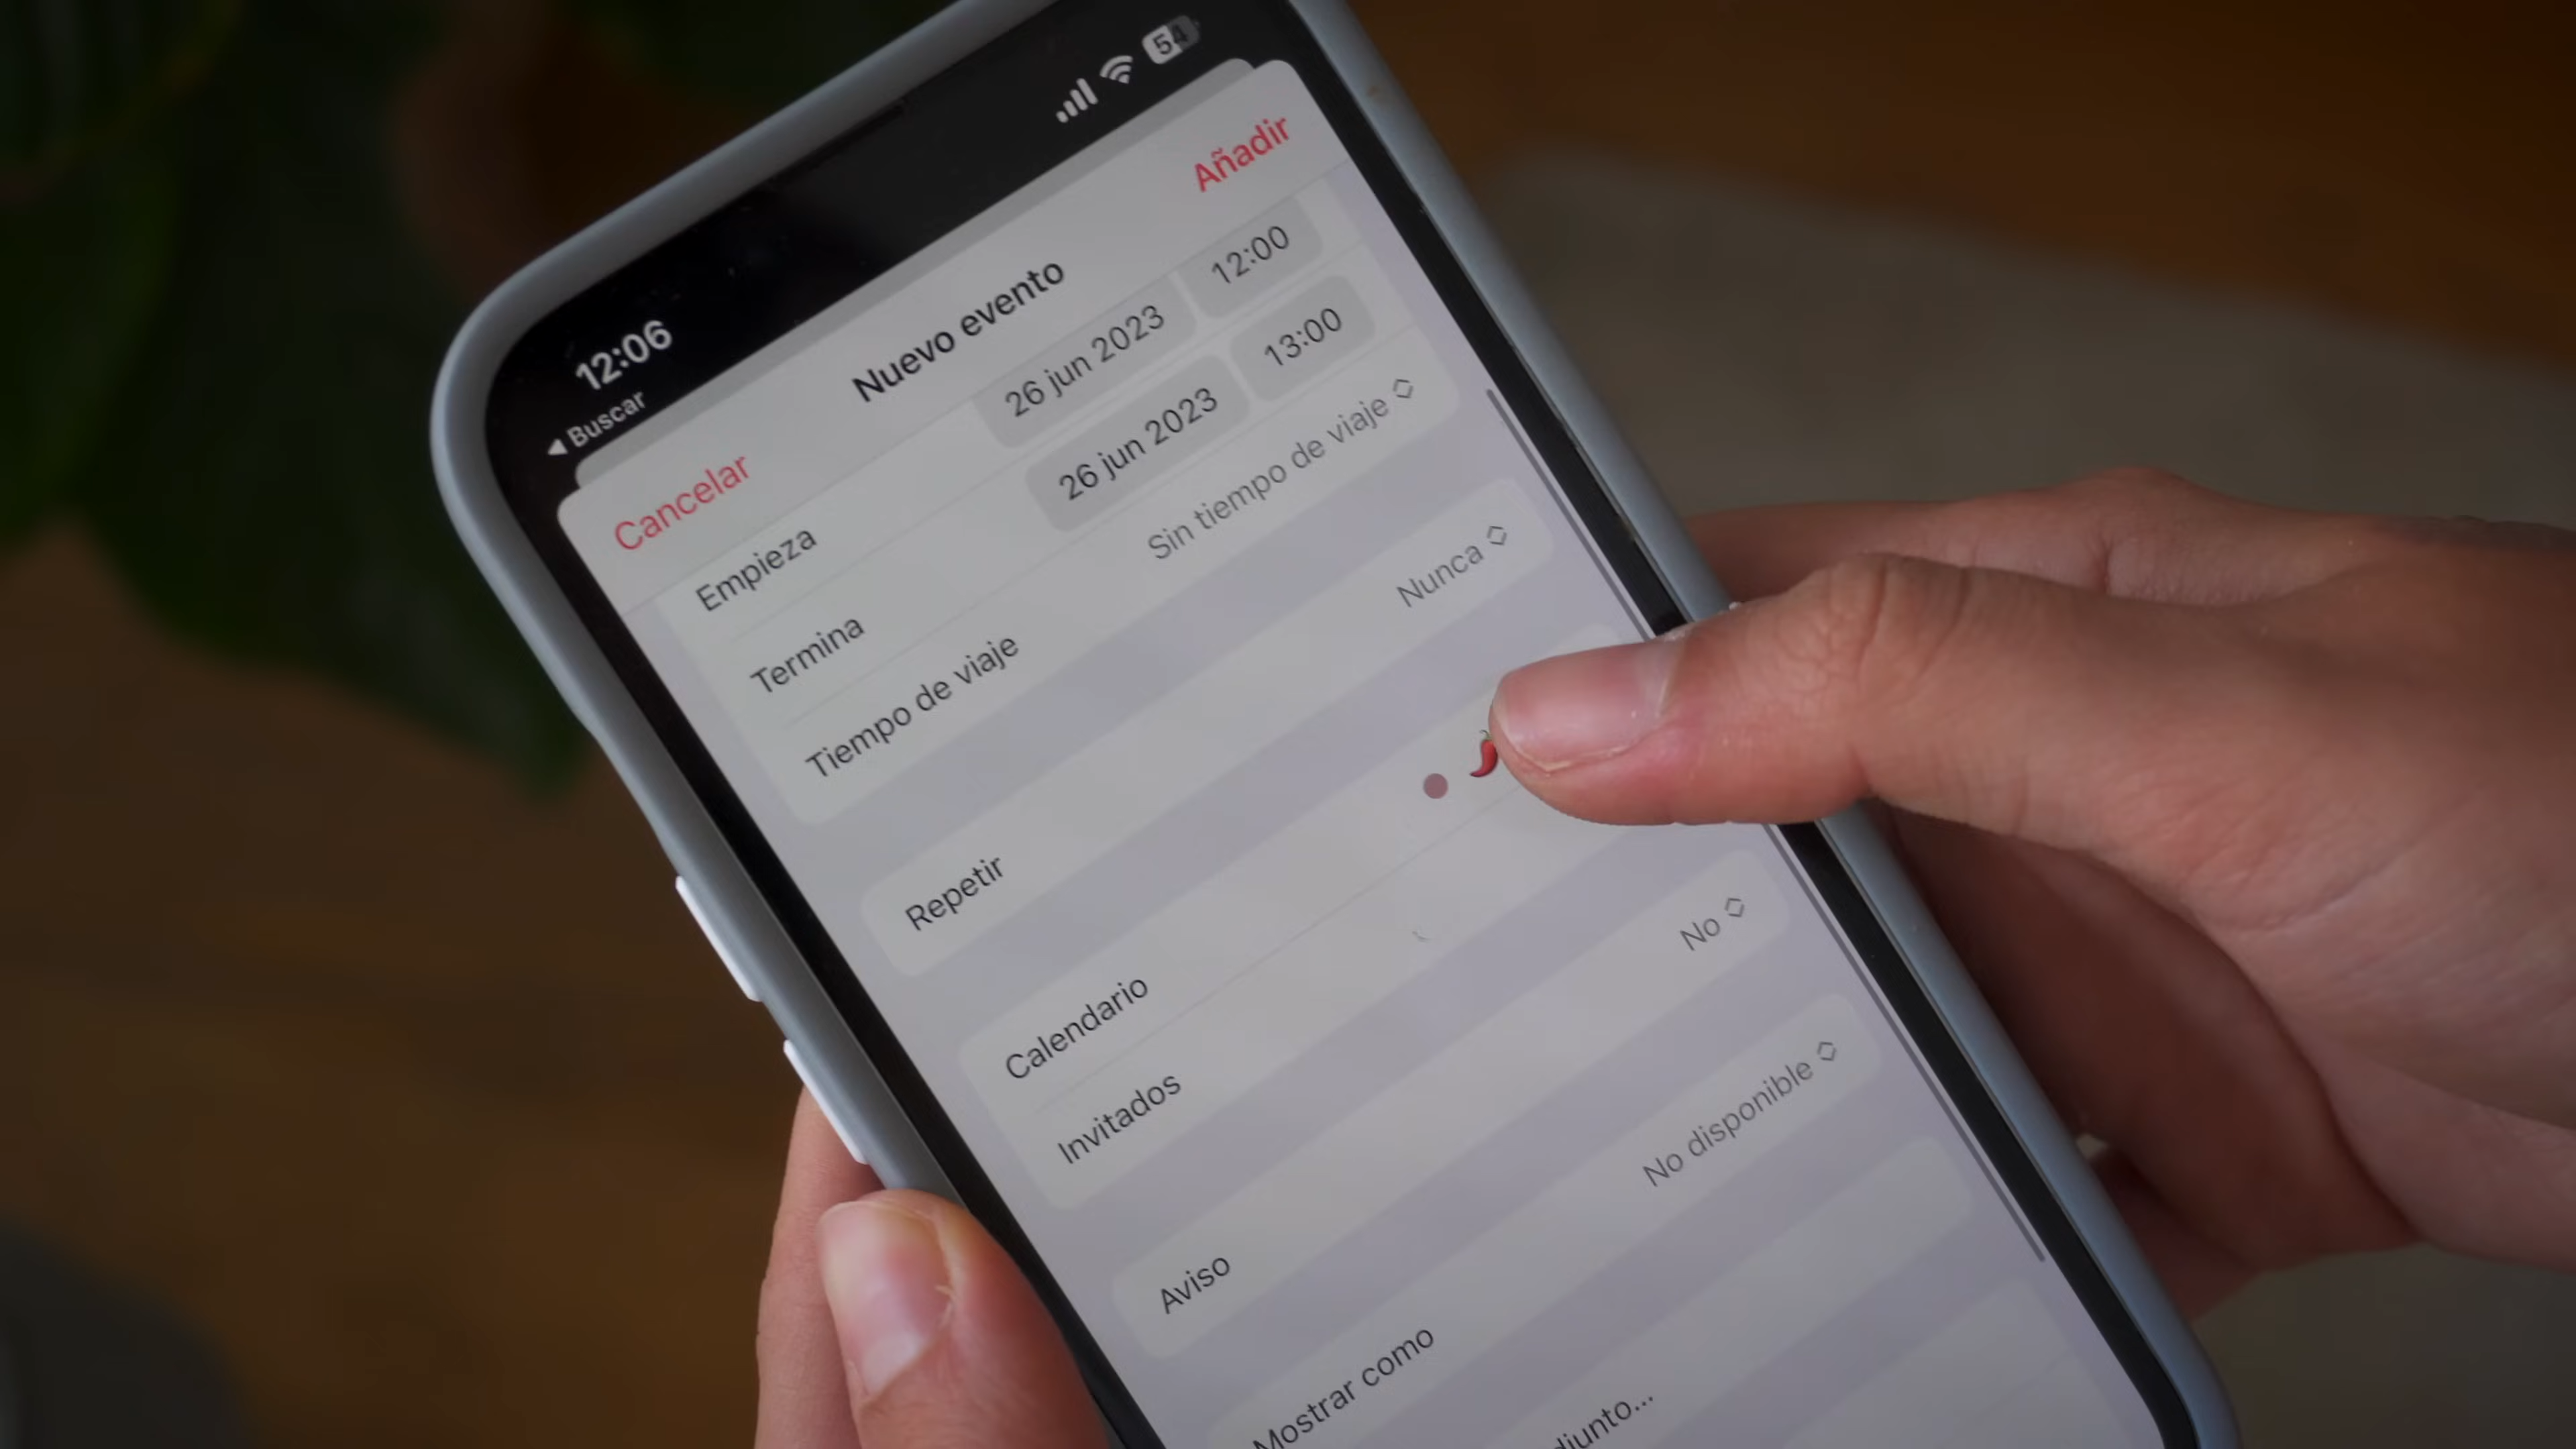 12:06 54
◀ Buscar
Cancelar Nuevo evento Añadir
Empieza 26 jun 2023 12:00
Termina 26 jun 2023 13:00
Tiempo de viaje Sin tiempo de viaje
Repetir Nunca
Calendario 🌶
Invitados
Aviso No
Mostrar como No disponible
djunto...